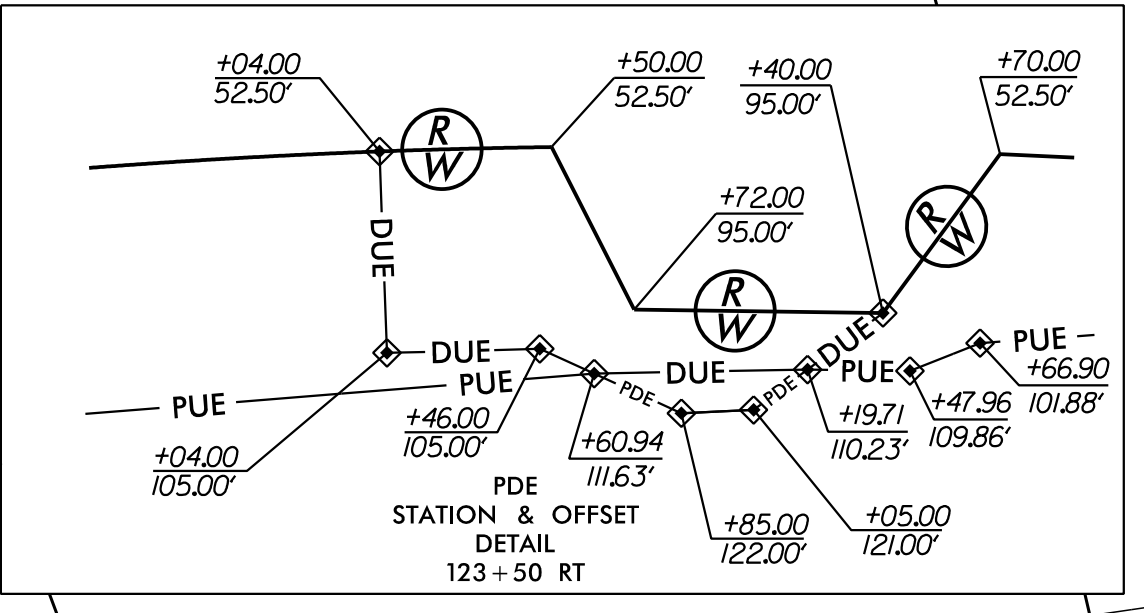 +04.00
52.50'
+50.00
52.50'
+40.00
95.00'
+70.00
52.50'
R
W
R
W
+72.00
95.00'
DUE
R
W
DUE
DUE
DUE
PUE
PUE
PUE
PUE
PDE
PDE
+66.90
101.88'
+04.00
105.00'
+46.00
105.00'
+60.94
111.63'
+19.71
110.23'
+47.96
109.86'
+85.00
122.00'
+05.00
121.00'
PDE
STATION & OFFSET
DETAIL
123+50 RT